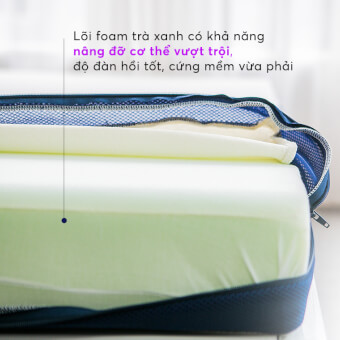 Lõi foam trà xanh có khả năng
nâng đỡ cơ thể vượt trội,
độ đàn hồi tốt, cứng mềm vừa phải